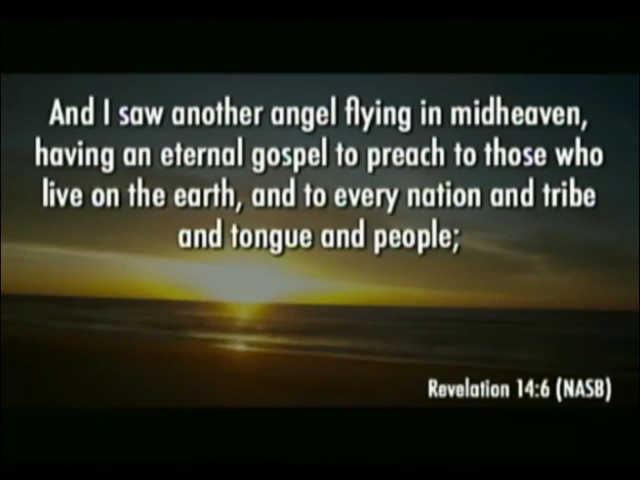 And I saw another angel flying in midheaven,
having an eternal gospel to preach to those who
live on the earth, and to every nation and tribe
and tongue and people;
Revelation 14:6 (NASB)